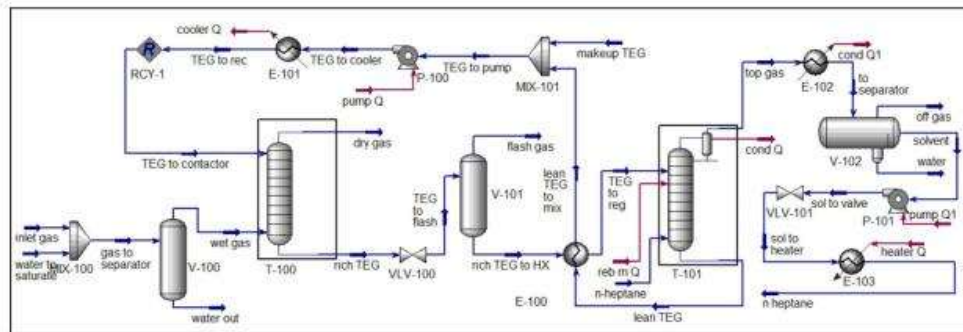 cooler Q
R
RCY-1
TEG to rec
E-101
TEG to cooler
P-100
pump Q
TEG to pump
MIX-101
makeup TEG
top gas
E-102
cond Q1
to
separator
off gas
V-102
solvent
water
TEG to contactor
dry gas
T-100
flash gas
V-101
TEG
to
flash
VLV-100
rich TEG
rich TEG to HX
lean
TEG to
mix
TEG
to
reg
cond Q
T-101
reb rn Q
n-heptane
E-100
lean TEG
inlet gas
water to
saturate
MIX-100
gas to
separator
V-100
wet gas
water out
VLV-101
sol to valve
P-101
pump Q1
sol to
heater
heater Q
E-103
n heptane